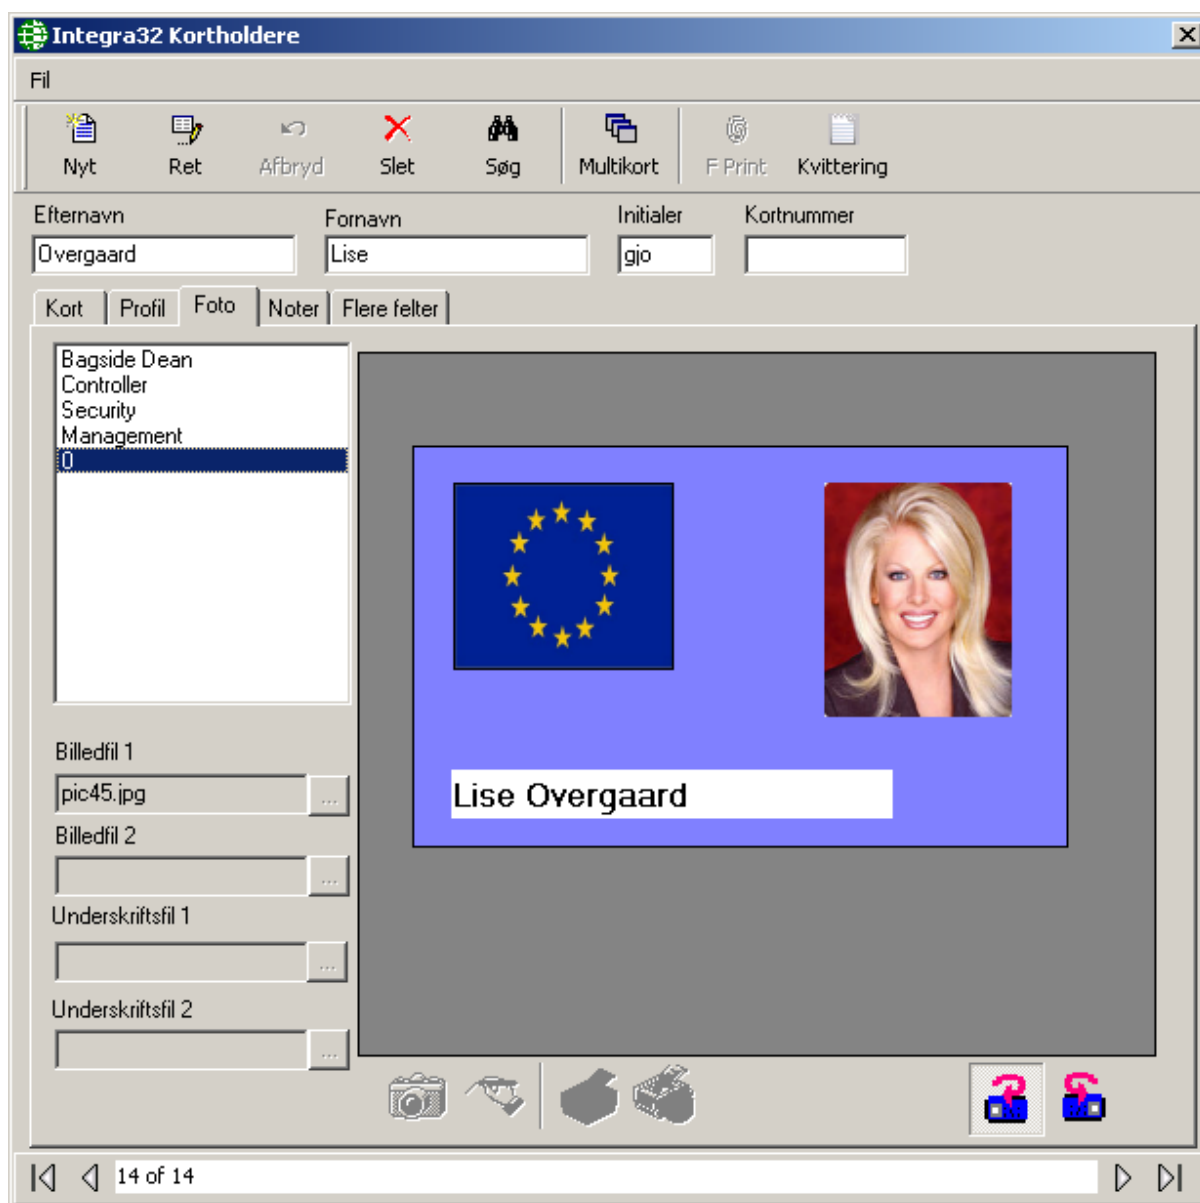 Integra32 Kortholdere
Fil
Nyt Ret Afbryd Slet Søg Multikort F Print Kvittering
Efternavn Fornavn Initialer Kortnummer
Overgaard Lise gjo
Kort Profil Foto Noter Flere felter
Bagside Dean
Controller
Security
Management
0
Billedfil 1
pic45.jpg ...
Billedfil 2
...
Underskriftsfil 1
...
Underskriftsfil 2
...
Lise Overgaard
14 of 14